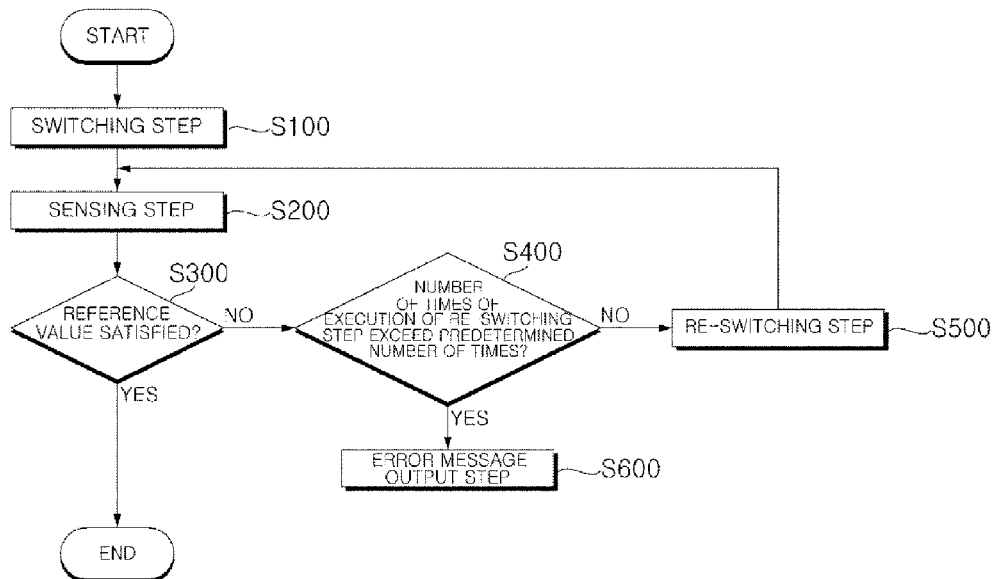 START
SWITCHING STEP
S100
SENSING STEP
S200
S300
REFERENCE
VALUE SATISFIED?
NO
YES
S400
NUMBER
OF TIMES OF
EXECUTION OF RE-SWITCHING
STEP EXCEED PREDETERMINED
NUMBER OF TIMES?
NO
YES
RE-SWITCHING STEP
S500
ERROR MESSAGE
OUTPUT STEP
S600
END